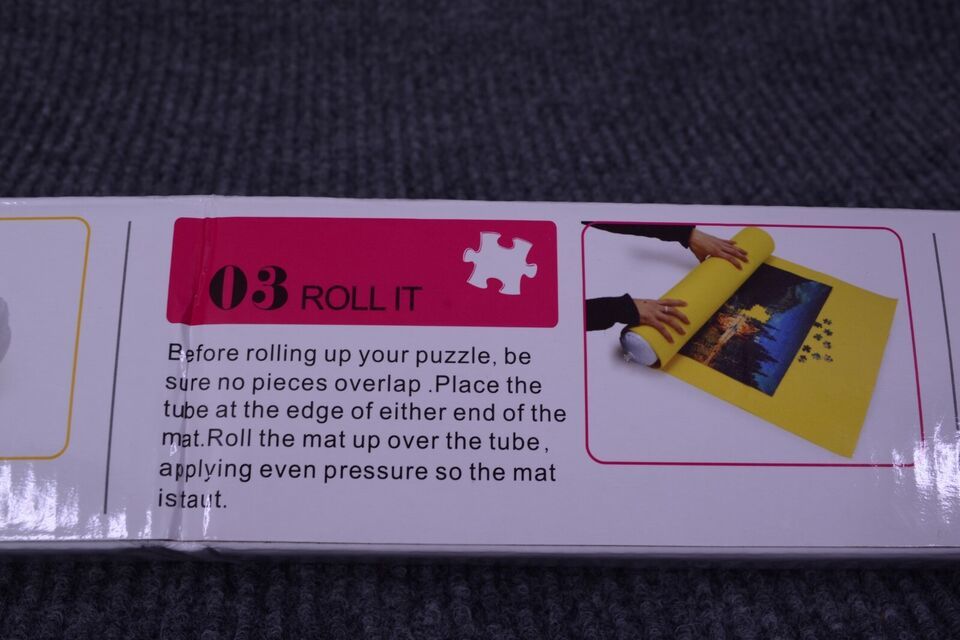 03 ROLL IT
Before rolling up your puzzle, be
sure no pieces overlap .Place the
tube at the edge of either end of the
mat.Roll the mat up over the tube,
applying even pressure so the mat
istaut.